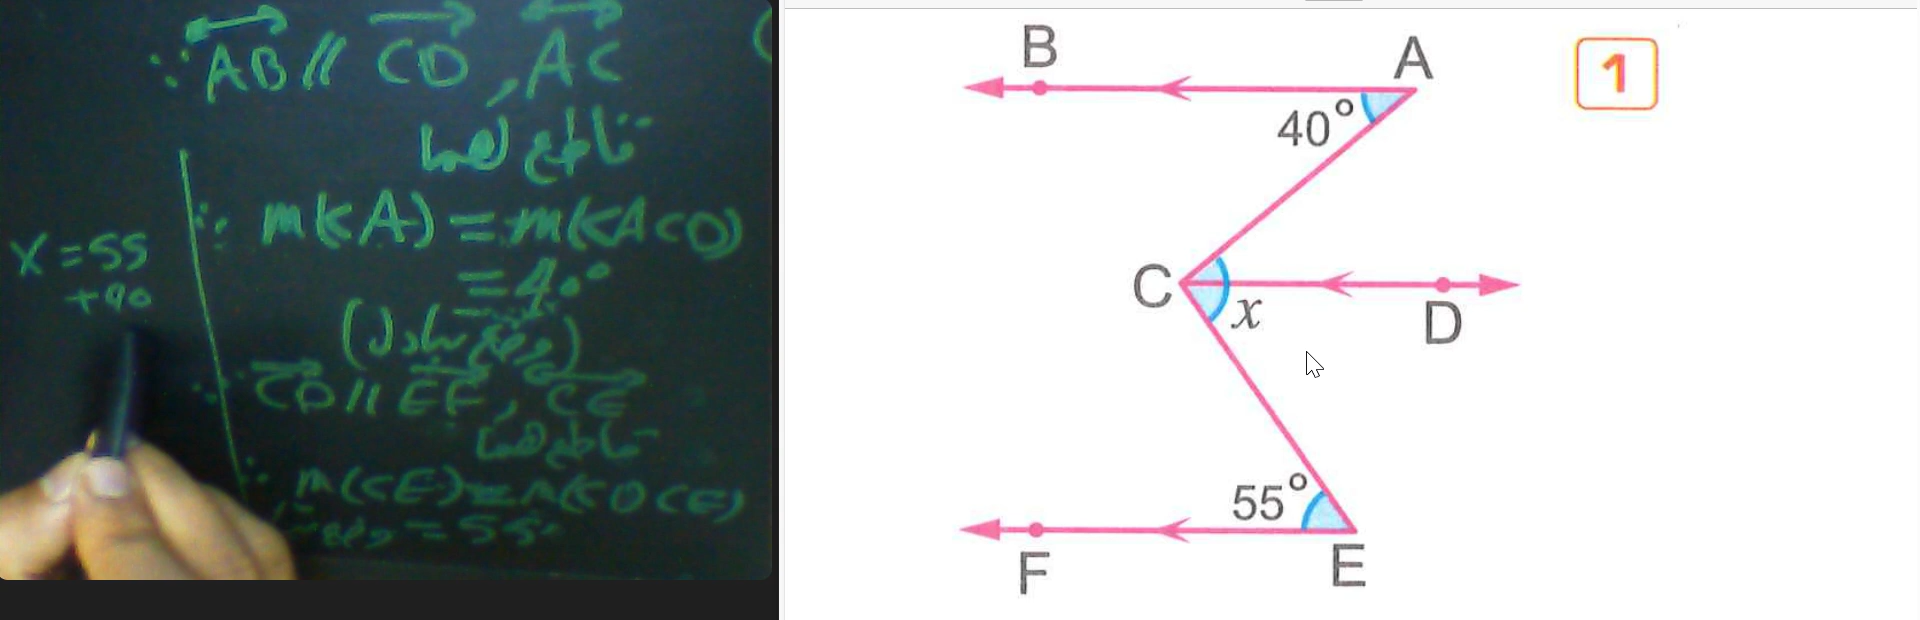 ∵ AB // CD, AC
قاطع لهما
∴ m(<A) = m(<ACD)
= 40°
(بالتبادل وضع)
∵ CD // EF, CE
قاطع لهما
∴ m(<E) = m(<DCE)
= 55°
X = 55
+40
1
B
A
40°
C
x
D
55°
F
E